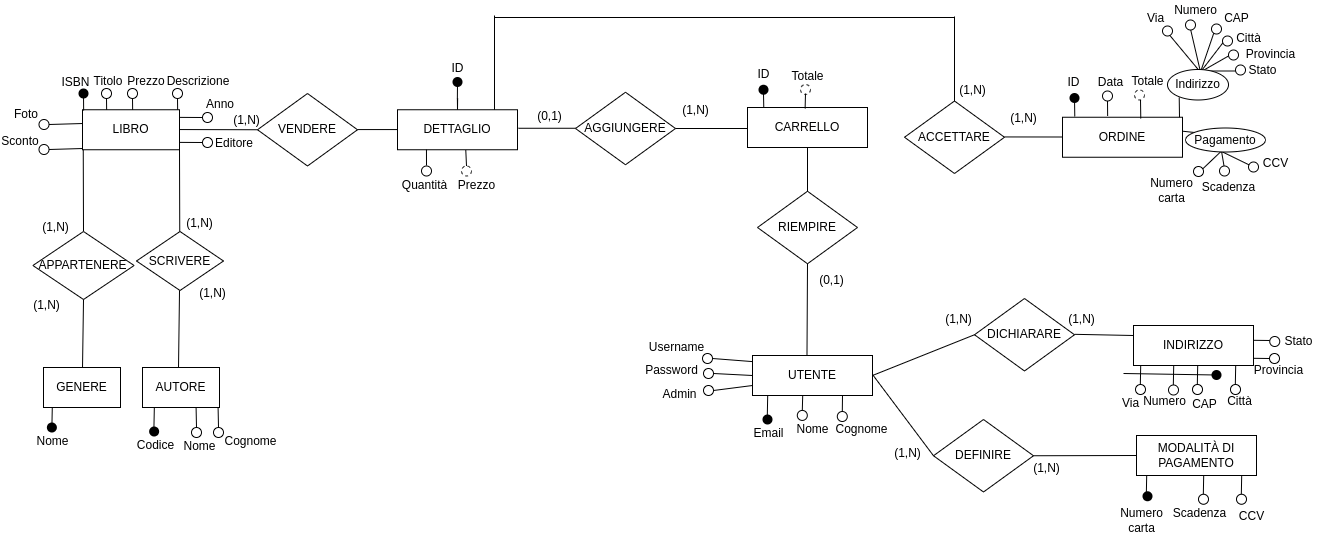 Via
Numero
CAP
Città
Provincia
Stato
Indirizzo
ISBN
Titolo
Prezzo
Descrizione
Foto
Sconto
Anno
Editore
LIBRO
(1,N)
VENDERE
ID
DETTAGLIO
Quantità
Prezzo
(0,1)
AGGIUNGERE
(1,N)
ID
Totale
CARRELLO
(1,N)
ACCETTARE
(1,N)
ID
Data
Totale
ORDINE
Pagamento
Numero
carta
Scadenza
CCV
(1,N)
APPARTENERE
(1,N)
(1,N)
SCRIVERE
(1,N)
RIEMPIRE
(0,1)
GENERE
Nome
AUTORE
Codice
Nome
Cognome
Username
Password
Admin
UTENTE
Email
Nome
Cognome
(1,N)
DICHIARARE
(1,N)
INDIRIZZO
Stato
Provincia
Via
Numero
CAP
Città
(1,N)
DEFINIRE
(1,N)
MODALITÀ DI
PAGAMENTO
Numero
carta
Scadenza
CCV